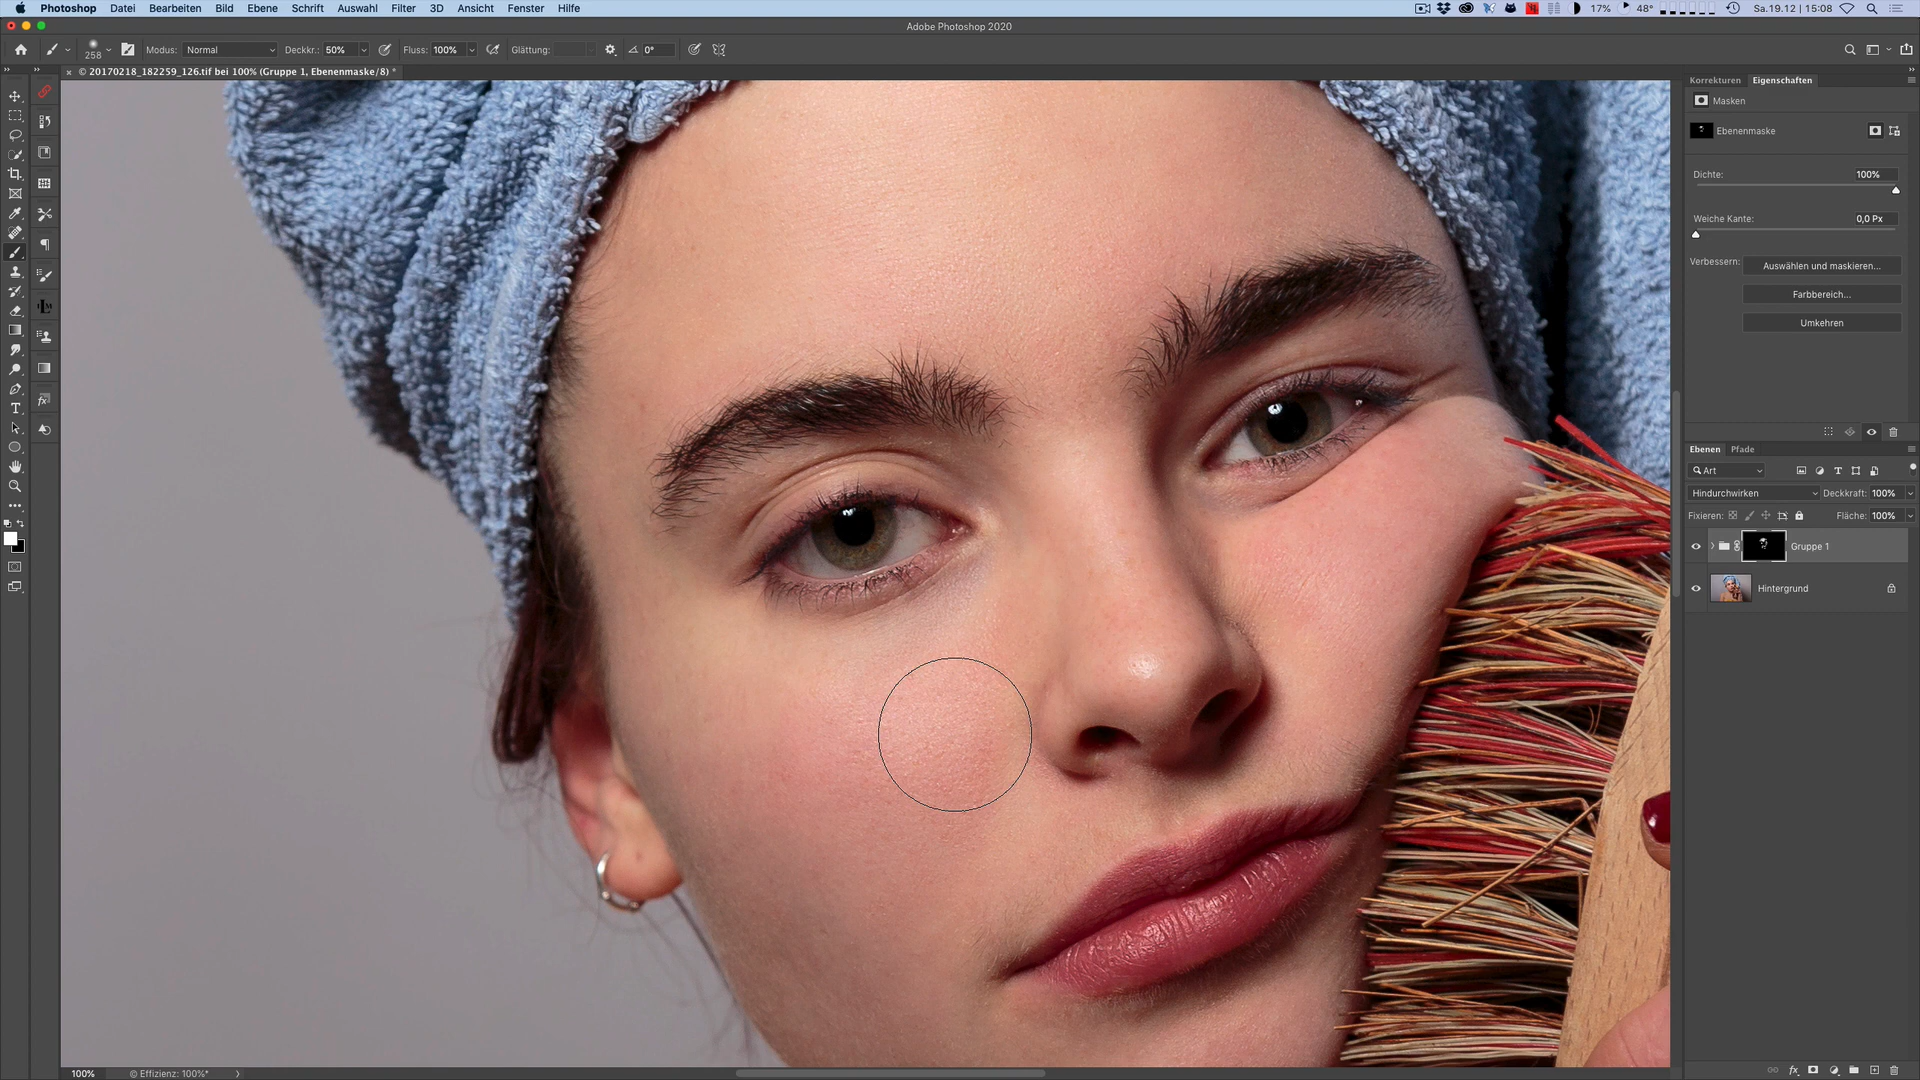 Photoshop Datei Bearbeiten Bild Ebene Schrift Auswahl Filter 3D Ansicht Fenster Hilfe 17% 48° Sa.19.12 | 15:08
Adobe Photoshop 2020
258 Modus: Normal Deckkr.: 50% Fluss: 100% Glättung: 0°
× © 20170218_182259_126.tif bei 100% (Gruppe 1, Ebenenmaske/8) *
Korrekturen Eigenschaften
Masken
Ebenenmaske
Dichte: 100%
Weiche Kante: 0,0 Px
Verbessern: Auswählen und maskieren...
Farbbereich...
Umkehren
Ebenen Pfade
Art
Hindurchwirken Deckkraft: 100%
Fixieren: Fläche: 100%
Gruppe 1
Hintergrund
100% © Effizienz: 100%*